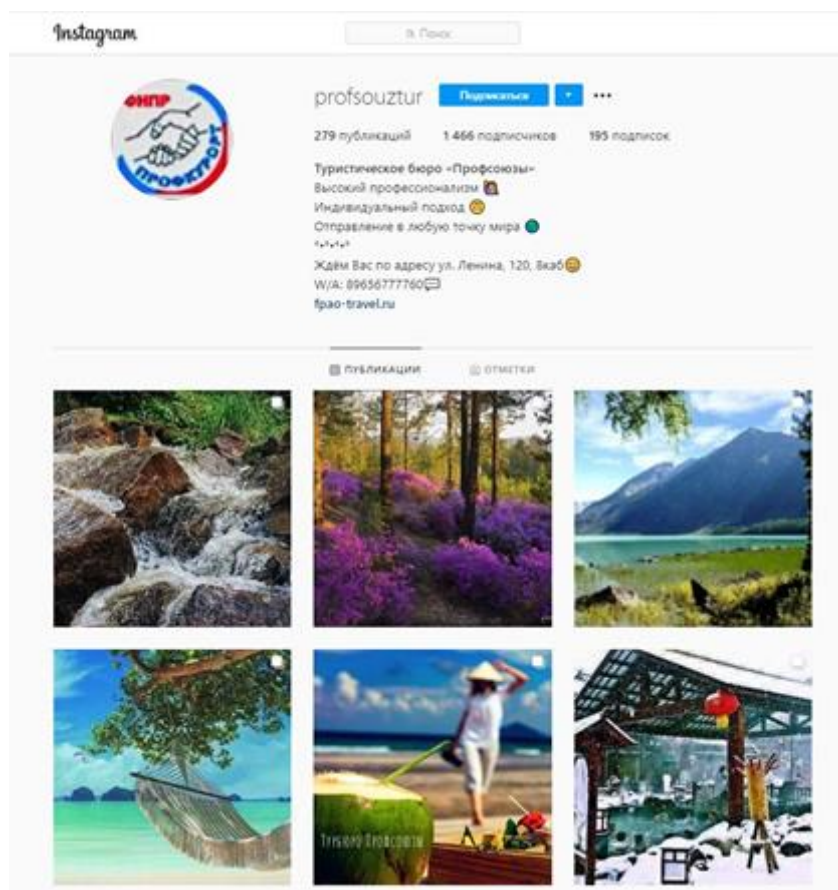 Instagram
Поиск
ФНПР
ПРОФКУРОРТ
profsouztur
Подписаться
279 публикаций 1 466 подписчиков 195 подписок
Туристическое бюро «Профсоюзы»
Высокий профессионализм
Индивидуальный подход
Отправление в любую точку мира
Ждём Вас по адресу ул. Ленина, 120, 8каб
W/A: 89656777760
fpao-travel.ru
ПУБЛИКАЦИИ ОТМЕТКИ
ТУРБЮРО ПРОФСОЮЗЫ